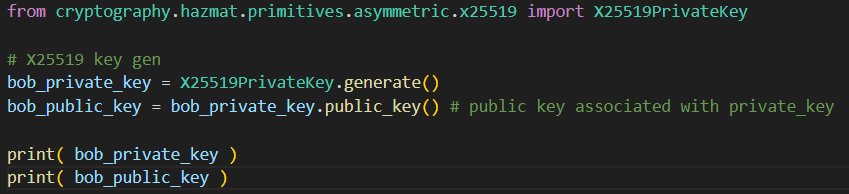 from cryptography.hazmat.primitives.asymmetric.x25519 import X25519PrivateKey
# X25519 key gen
bob_private_key = X25519PrivateKey.generate()
bob_public_key = bob_private_key.public_key() # public key associated with private_key
print( bob_private_key )
print( bob_public_key )